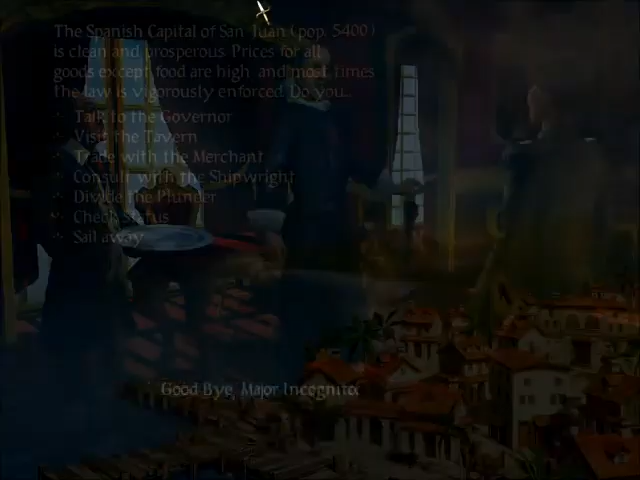 The Spanish Capital of San Juan (pop. 5400)
is clean and prosperous. Prices for all
goods except food are high and most times
the law is vigorously enforced. Do you...
Talk to the Governor
Visit the Tavern
Trade with the Merchant
Consult with the Shipwright
Divide the Plunder
Check status
Sail away
Good Bye, Major Incognito.